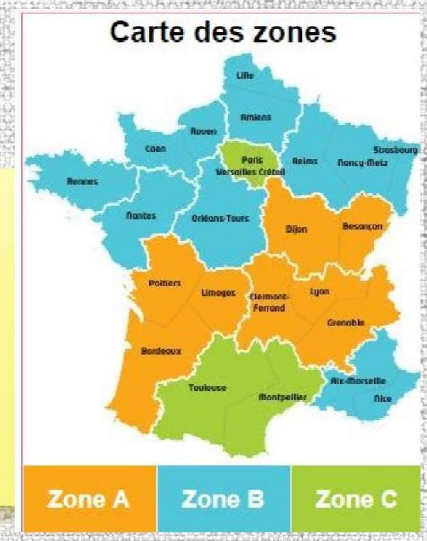 Carte des zones
Lille
Amiens
Rouen
Caen
Paris
Versailles Créteil
Reims
Strasbourg
Nancy-Metz
Rennes
Nantes
Orléans-Tours
Dijon
Besançon
Poitiers
Limoges
Clermont-
Ferrand
Lyon
Grenoble
Bordeaux
Toulouse
Montpellier
Aix-Marseille
Nice
Zone A
Zone B
Zone C